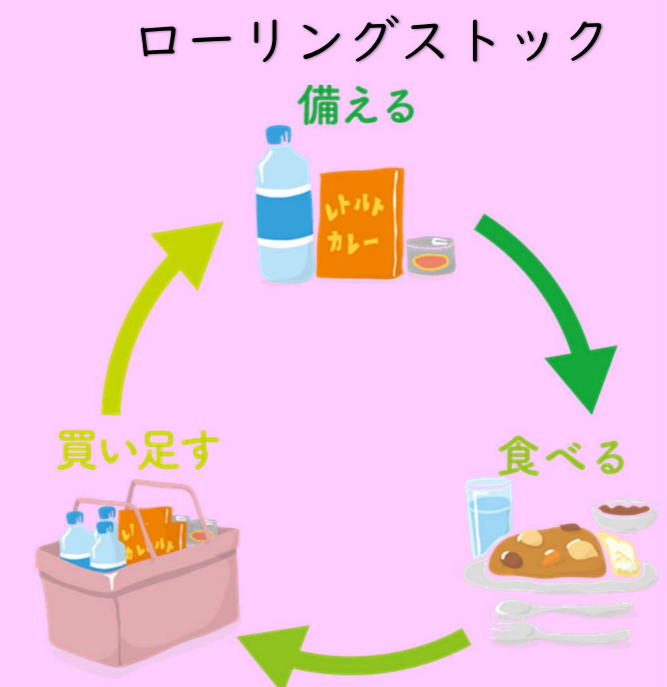 ローリングストック
備える
レトルト
カレー
買い足す
食べる